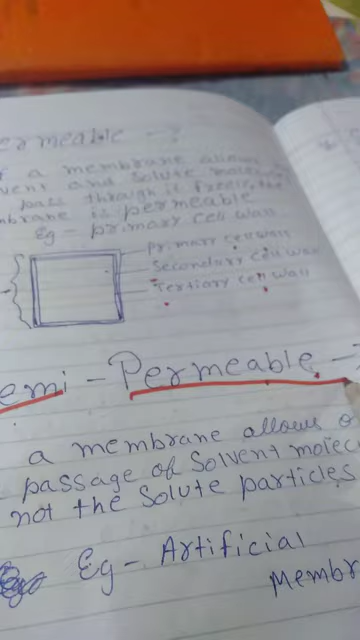 ermeable -?
f a membrane allows
vent and solute molecules
pass through it freely, the
mbrane is permeable
Eg - primary cell wall
primary cell wall
Secondary cell wall
Tertiary cell wall
emi - Permeable -?
a membrane allows o
passage of solvent molec
not the solute particles
Eg - Artificial
membr